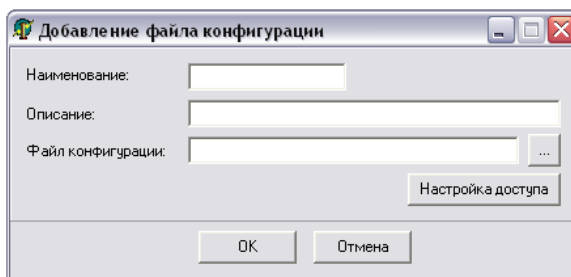 Добавление файла конфигурации
Наименование:
Описание:
Файл конфигурации:
...
Настройка доступа
OK
Отмена